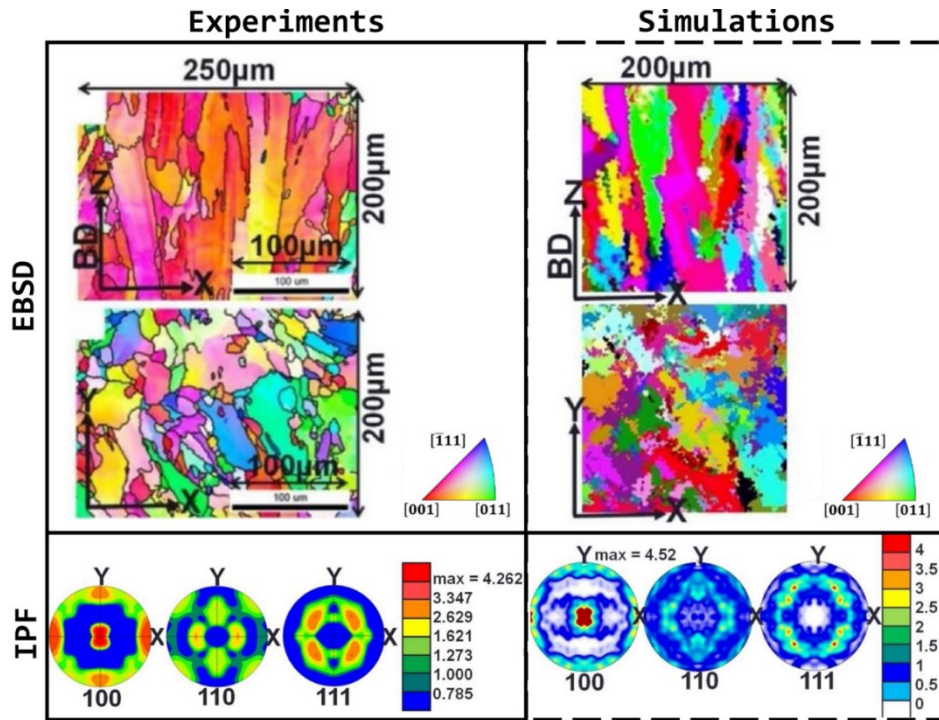 Experiments
Simulations
EBSD
250µm
200µm
Z
BD
X
100µm
100 um
200µm
200µm
Z
BD
X
Y
X
100µm
100 um
200µm
[1̅11]
[001]
[011]
Y
X
[1̅11]
[001]
[011]
IPF
Y
Y
Y
X
X
X
100
110
111
max = 4.262
3.347
2.629
1.621
1.273
1.000
0.785
Y max = 4.52
Y
Y
X
X
X
100
110
111
4
3.5
3
2.5
2
1.5
1
0.5
0